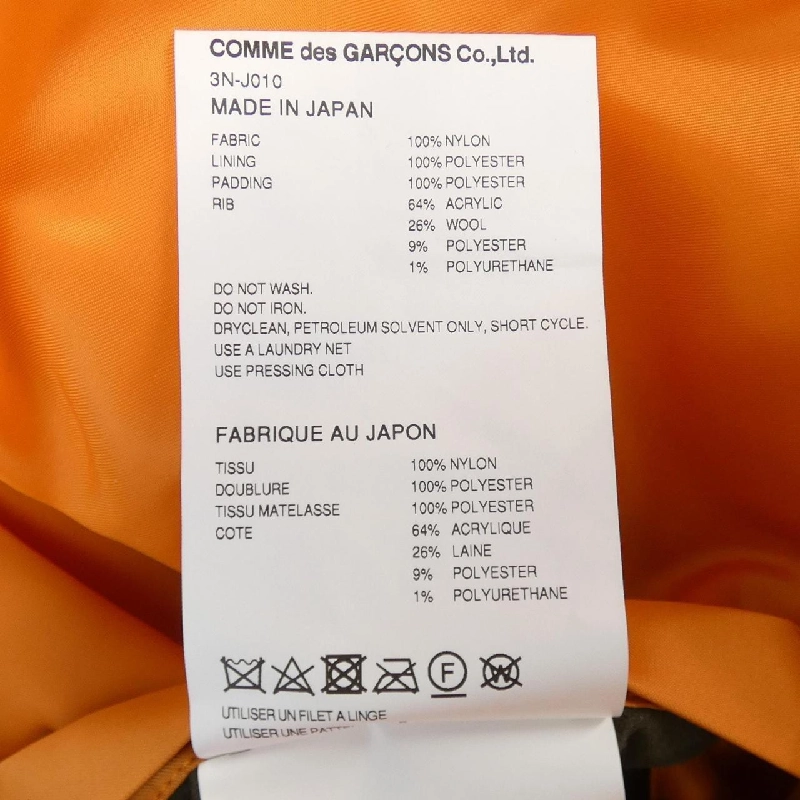 COMME des GARÇONS Co.,Ltd.
3N-J010
MADE IN JAPAN
FABRIC 100% NYLON
LINING 100% POLYESTER
PADDING 100% POLYESTER
RIB 64% ACRYLIC
26% WOOL
9% POLYESTER
1% POLYURETHANE
DO NOT WASH.
DO NOT IRON.
DRYCLEAN, PETROLEUM SOLVENT ONLY, SHORT CYCLE.
USE A LAUNDRY NET
USE PRESSING CLOTH
FABRIQUE AU JAPON
TISSU 100% NYLON
DOUBLURE 100% POLYESTER
TISSU MATELASSE 100% POLYESTER
COTE 64% ACRYLIQUE
26% LAINE
9% POLYESTER
1% POLYURETHANE
F W
UTILISER UN FILET A LINGE
UTILISER UNE